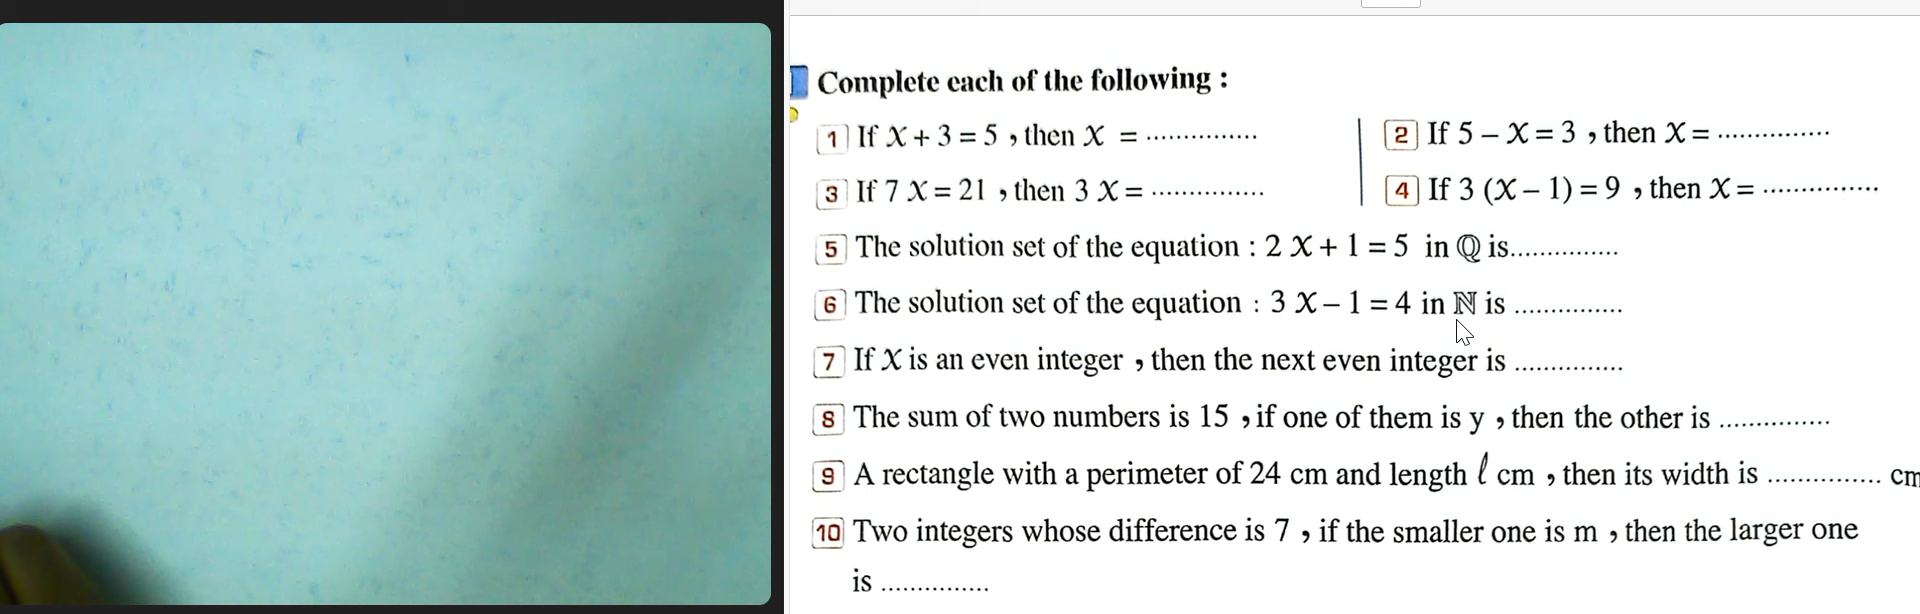 Complete each of the following :
1 If X + 3 = 5 , then X = ...............
2 If 5 – X = 3 , then X = ...............
3 If 7 X = 21 , then 3 X = ...............
4 If 3 (X – 1) = 9 , then X = ...............
5 The solution set of the equation : 2 X + 1 = 5 in ℚ is...............
6 The solution set of the equation : 3 X – 1 = 4 in ℕ is ...............
7 If X is an even integer , then the next even integer is ...............
8 The sum of two numbers is 15 , if one of them is y , then the other is ...............
9 A rectangle with a perimeter of 24 cm and length ℓ cm , then its width is ............... cm
10 Two integers whose difference is 7 , if the smaller one is m , then the larger one
is ...............